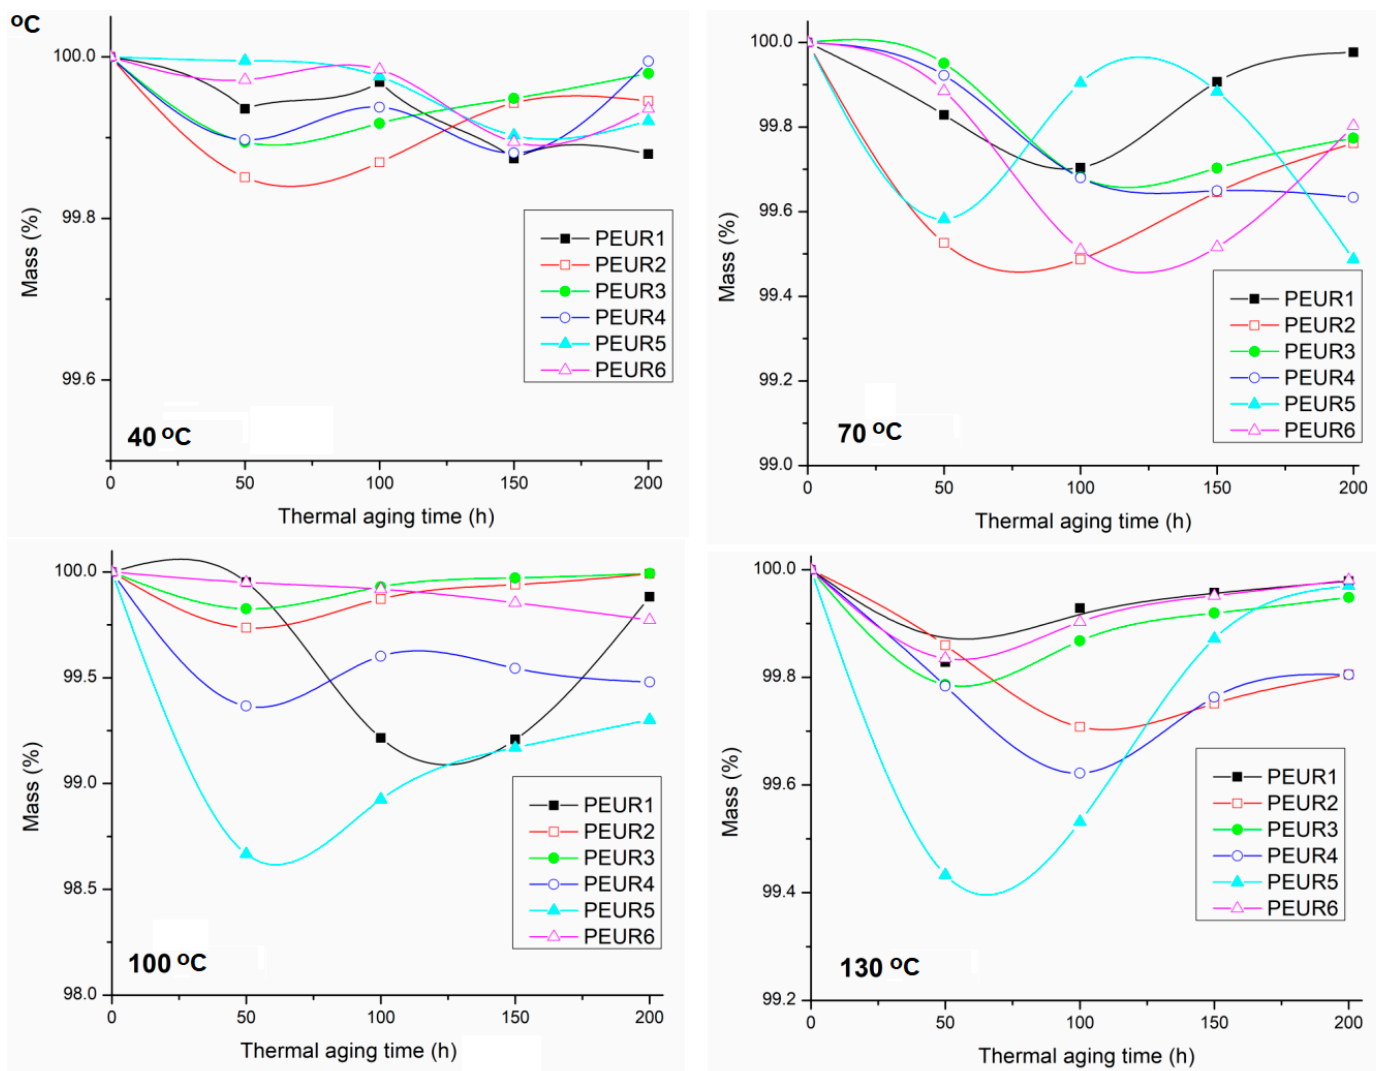 ºC
100.0
99.8
99.6
Mass (%)
PEUR1
PEUR2
PEUR3
PEUR4
PEUR5
PEUR6
40 ºC
0 50 100 150 200
Thermal aging time (h)
100.0
99.8
99.6
99.4
99.2
99.0
Mass (%)
PEUR1
PEUR2
PEUR3
PEUR4
PEUR5
PEUR6
70 ºC
0 50 100 150 200
Thermal aging time (h)
100.0
99.5
99.0
98.5
98.0
Mass (%)
PEUR1
PEUR2
PEUR3
PEUR4
PEUR5
PEUR6
100 ºC
0 50 100 150 200
Thermal aging time (h)
100.0
99.8
99.6
99.4
99.2
Mass (%)
PEUR1
PEUR2
PEUR3
PEUR4
PEUR5
PEUR6
130 ºC
0 50 100 150 200
Thermal aging time (h)